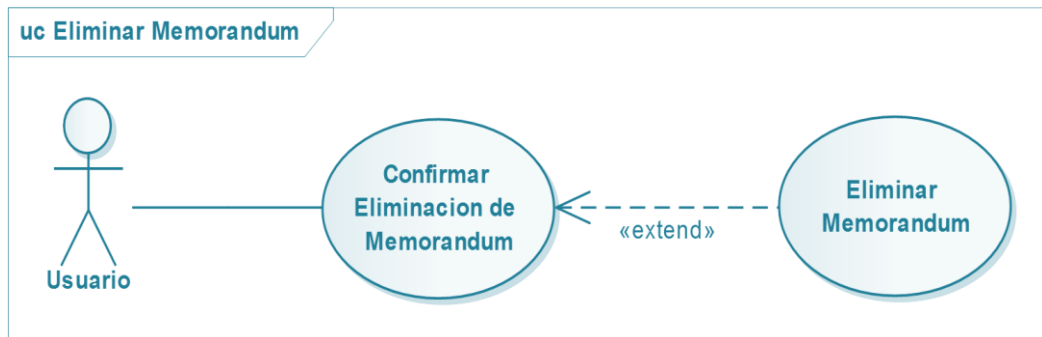 uc Eliminar Memorandum
Usuario
Confirmar
Eliminacion de
Memorandum
«extend»
Eliminar
Memorandum